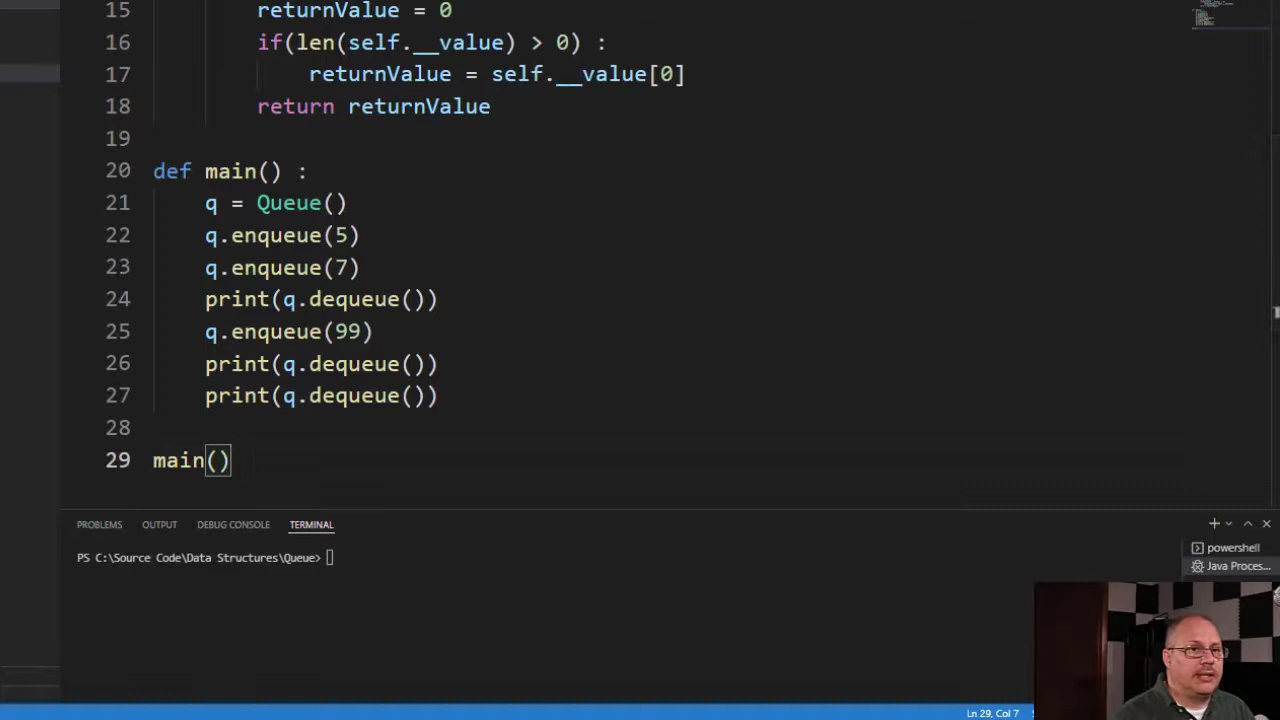 15 returnValue = 0
16 if(len(self.__value) > 0) :
17 returnValue = self.__value[0]
18 return returnValue
19
20 def main() :
21 q = Queue()
22 q.enqueue(5)
23 q.enqueue(7)
24 print(q.dequeue())
25 q.enqueue(99)
26 print(q.dequeue())
27 print(q.dequeue())
28
29 main()
PROBLEMS OUTPUT DEBUG CONSOLE TERMINAL
PS C:\Source Code\Data Structures\Queue>
powershell
Java Proces...
Ln 29, Col 7